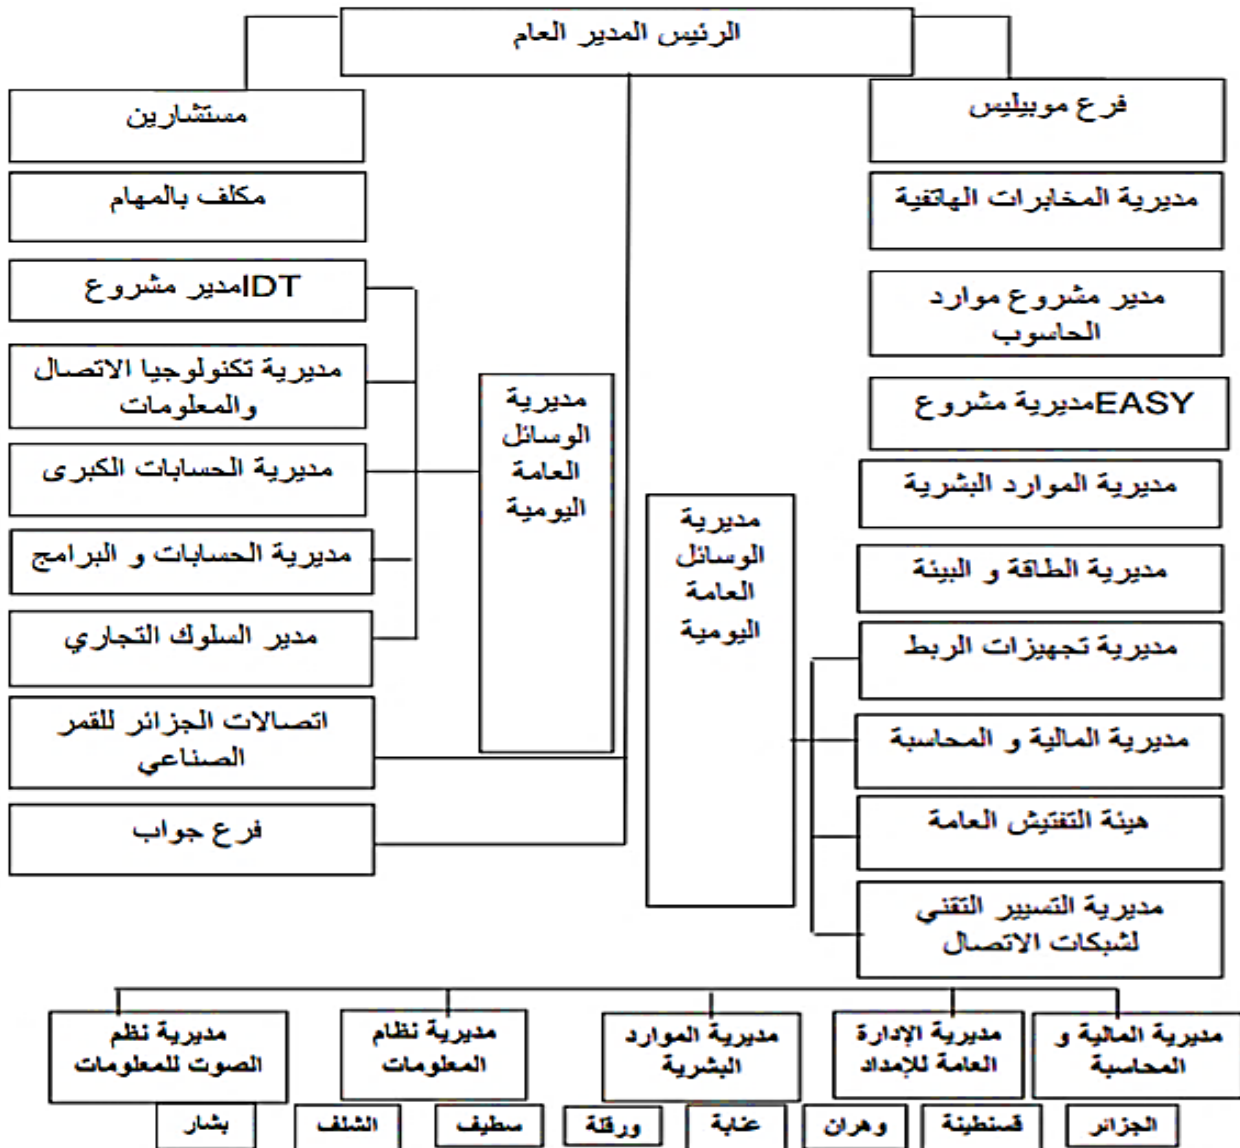 الرئيس المدير العام
فرع موبيليس
مستشارين
مديرية المخابرات الهاتفية
مكلف بالمهام
مدير مشروع موارد
الحاسوب
IDTمدير مشروع
EASYمديرية مشروع
مديرية تكنولوجيا الاتصال
والمعلومات
مديرية
الوسائل
العامة
اليومية
مديرية الموارد البشرية
مديرية الحسابات الكبرى
مديرية
الوسائل
العامة
اليومية
مديرية الطاقة و البيئة
مديرية الحسابات و البرامج
مديرية تجهيزات الربط
مدير السلوك التجاري
مديرية المالية و المحاسبة
اتصالات الجزائر للقمر
الصناعي
هيئة التفتيش العامة
فرع جواب
مديرية التسيير التقني
لشبكات الاتصال
مديرية المالية و
المحاسبة
مديرية الإدارة
العامة للإمداد
مديرية الموارد
البشرية
مديرية نظام
المعلومات
مديرية نظم
الصوت للمعلومات
الجزائر
قسنطينة
وهران
عنابة
ورقلة
سطيف
الشلف
بشار